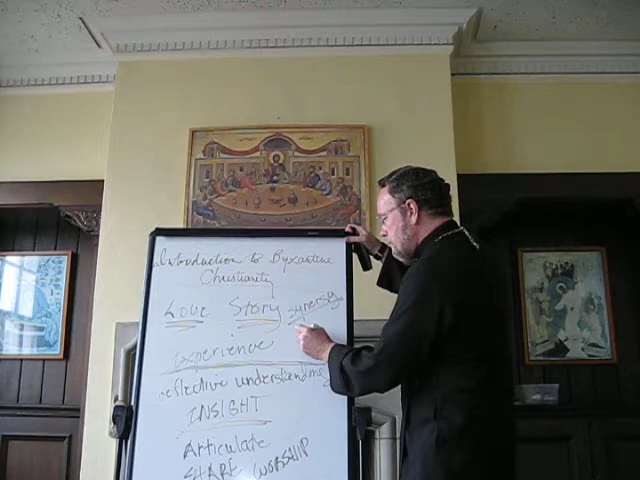 Introduction to Byzantine
Christianity
Love Story synergy
Experience
reflective understanding
INSIGHT
Articulate
SHARE WORSHIP